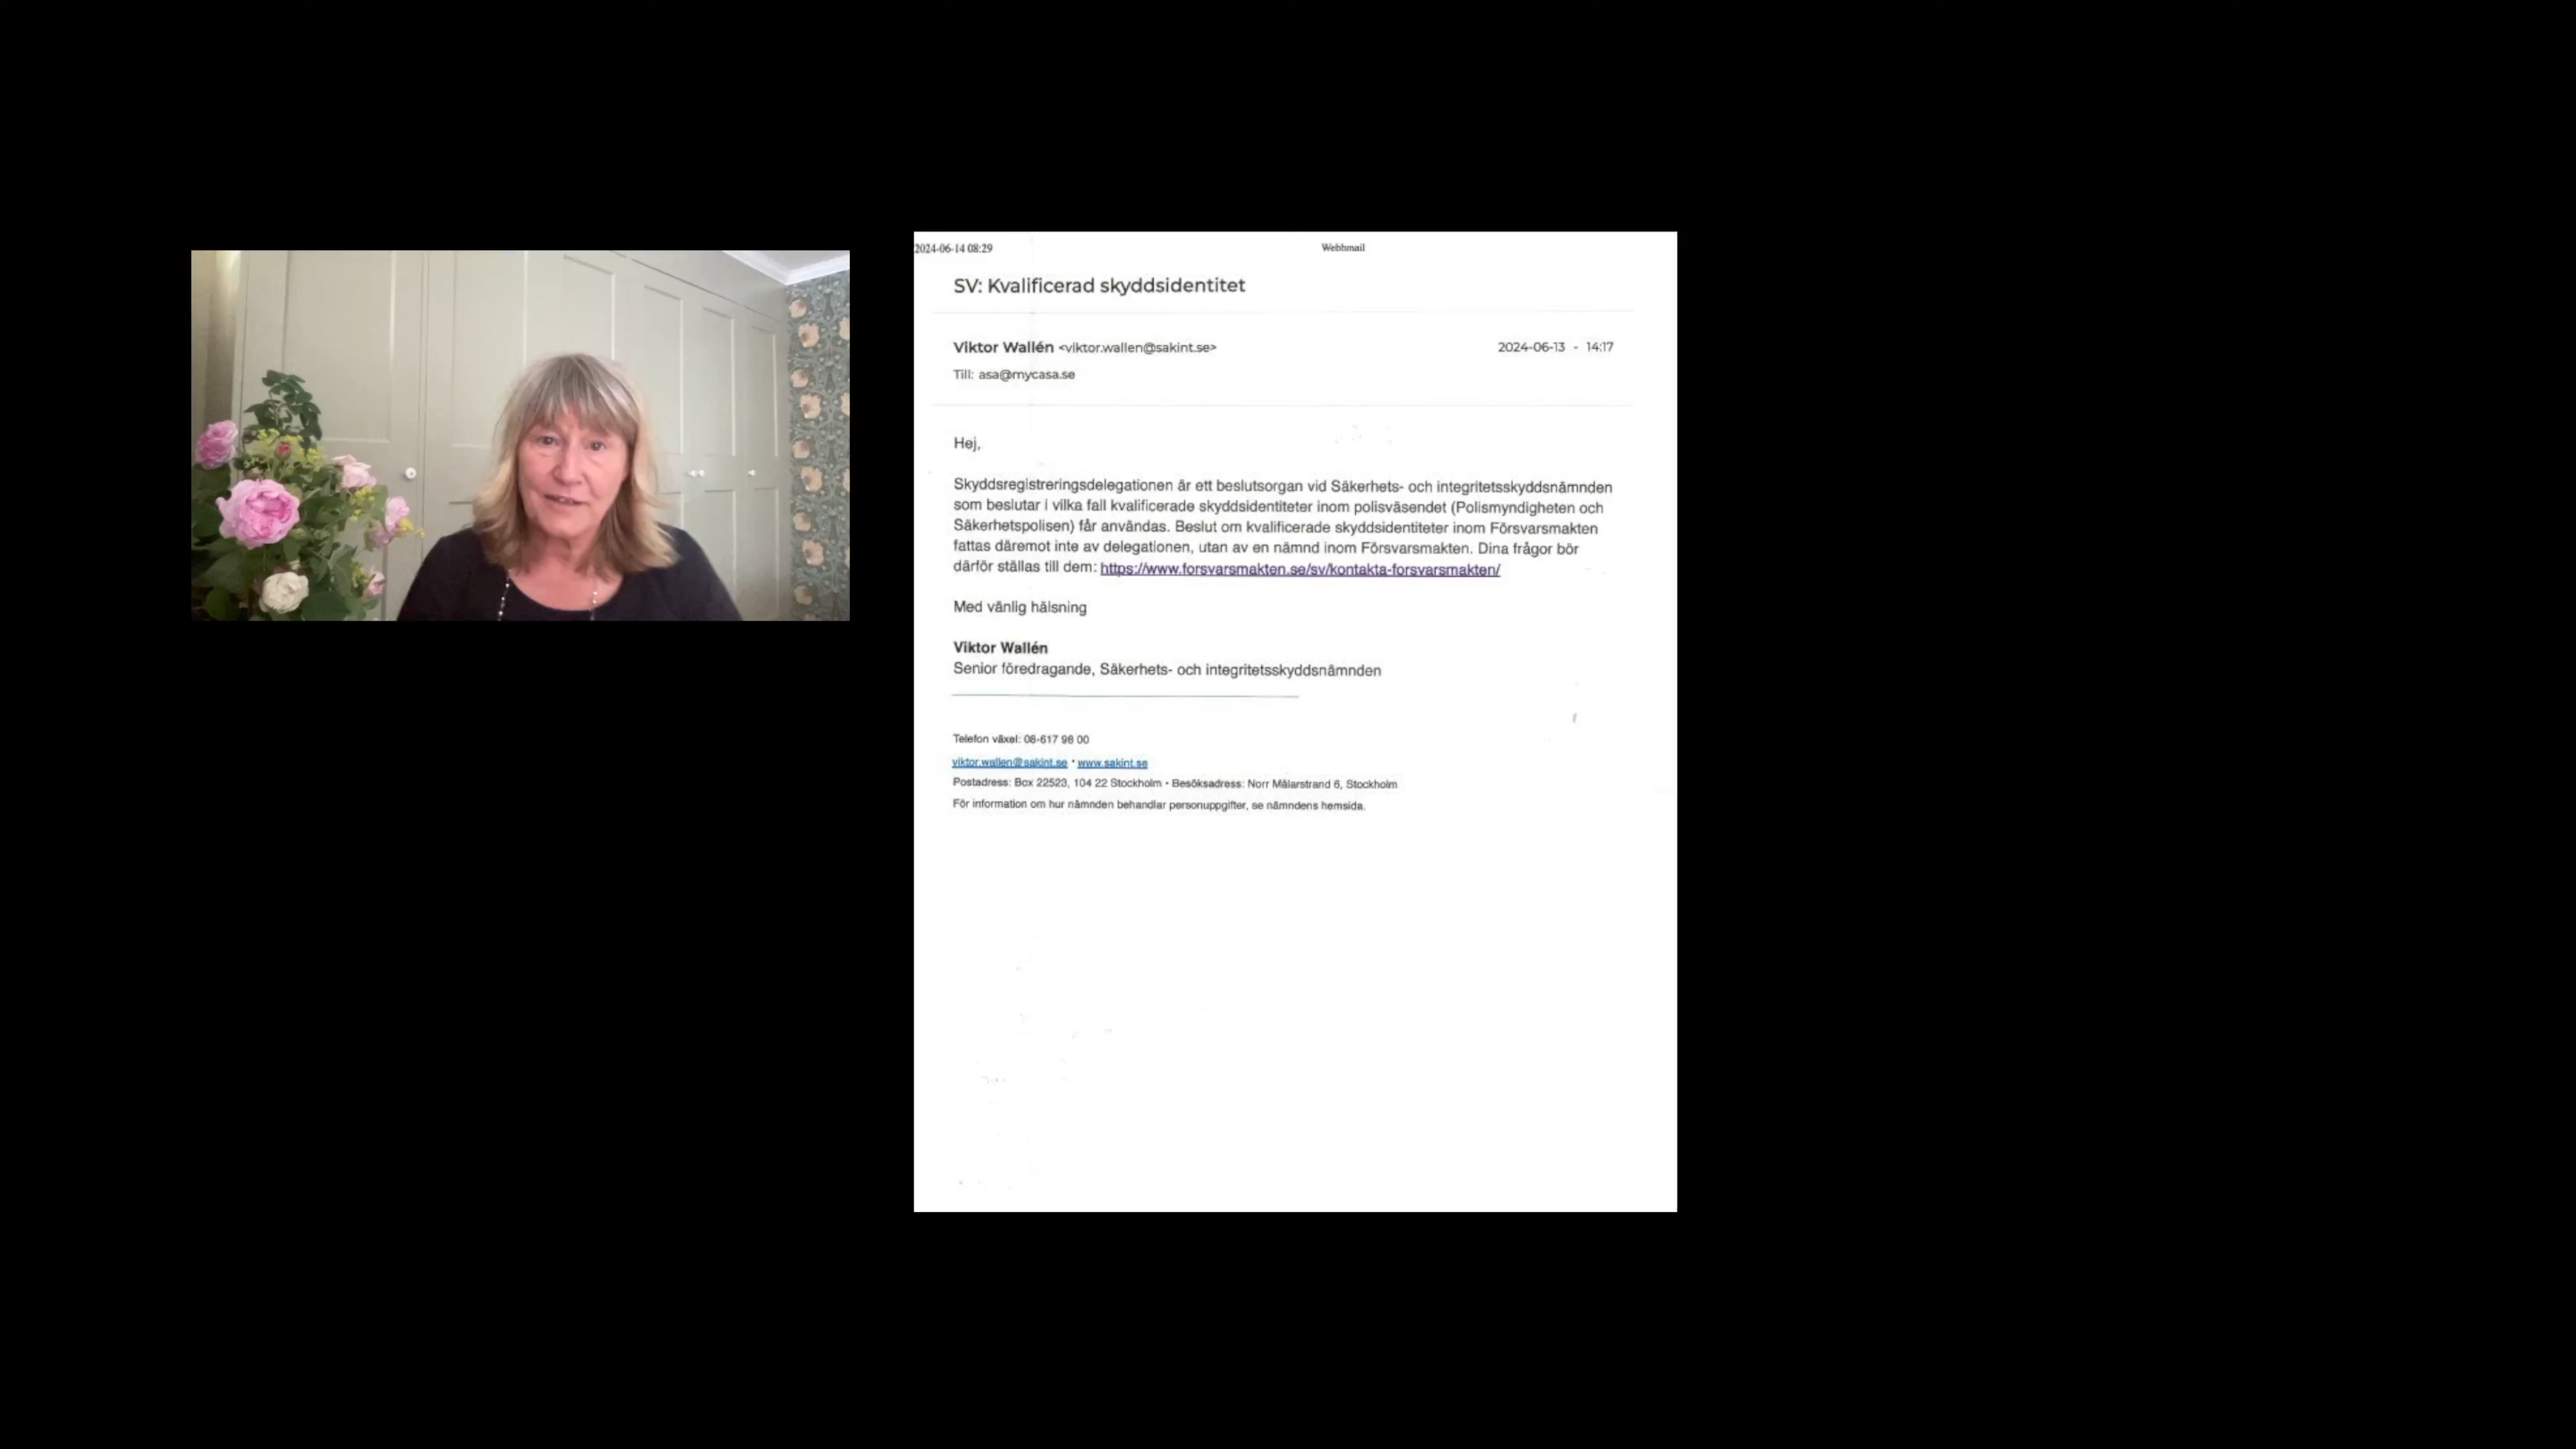 2024-06-14 08:29
Webbmail
SV: Kvalificerad skyddsidentitet
Viktor Wallén <viktor.wallen@sakint.se>
2024-06-13 - 14:17
Till: asa@mycasa.se
Hej,
Skyddsregistreringsdelegationen är ett beslutsorgan vid Säkerhets- och integritetsskyddsnämnden
som beslutar i vilka fall kvalificerade skyddsidentiteter inom polisväsendet (Polismyndigheten och
Säkerhetspolisen) får användas. Beslut om kvalificerade skyddsidentiteter inom Försvarsmakten
fattas däremot inte av delegationen, utan av en nämnd inom Försvarsmakten. Dina frågor bör
därför ställas till dem: https://www.forsvarsmakten.se/sv/kontakta-forsvarsmakten/
Med vänlig hälsning
Viktor Wallén
Senior föredragande, Säkerhets- och integritetsskyddsnämnden
Telefon växel: 08-617 98 00
viktor.wallen@sakint.se • www.sakint.se
Postadress: Box 22523, 104 22 Stockholm • Besöksadress: Norr Mälarstrand 6, Stockholm
För information om hur nämnden behandlar personuppgifter, se nämndens hemsida.